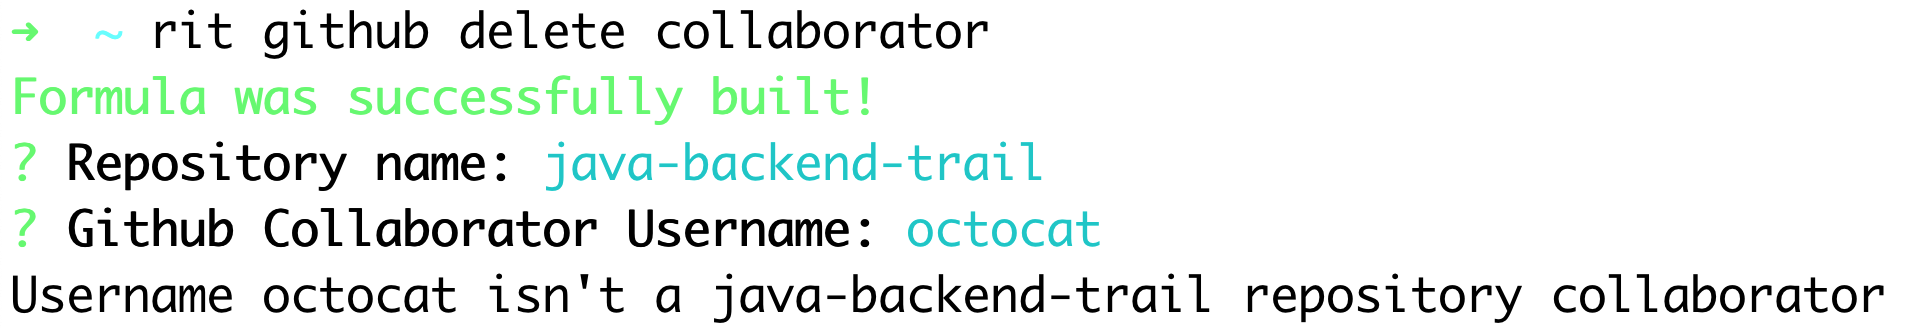 ➜  ~ rit github delete collaborator
Formula was successfully built!
? Repository name: java-backend-trail
? Github Collaborator Username: octocat
Username octocat isn't a java-backend-trail repository collaborator